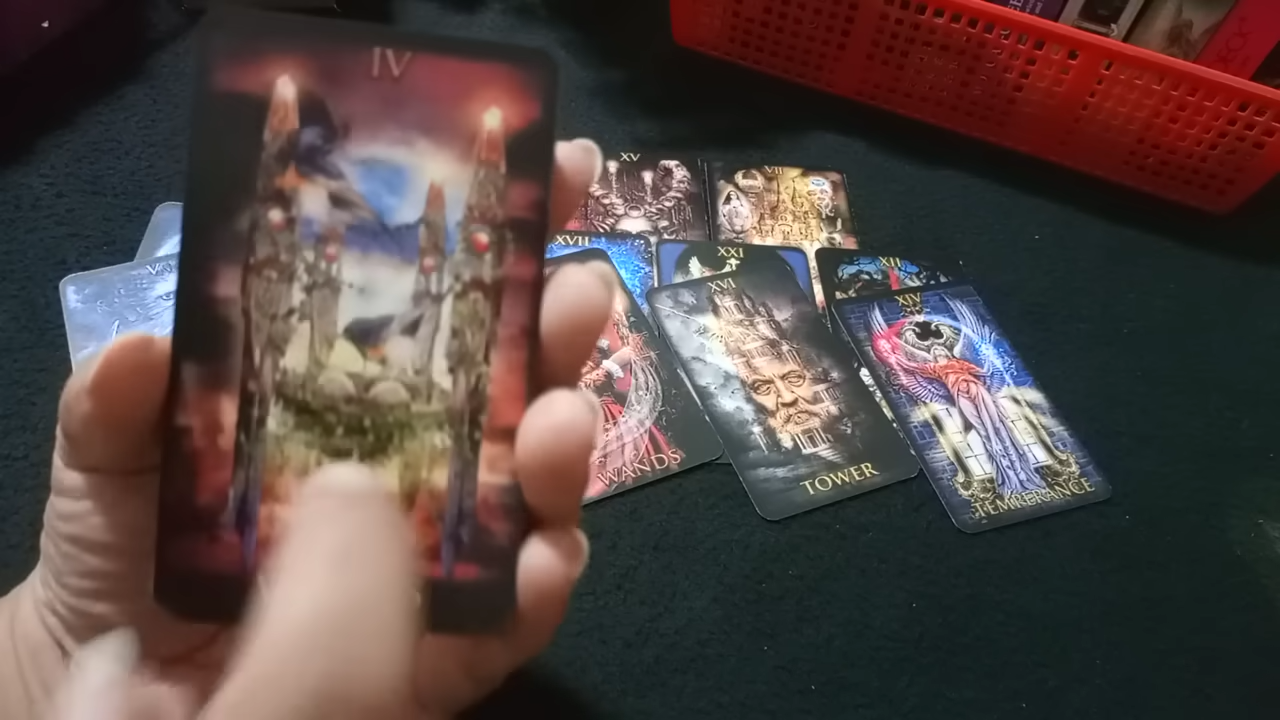 IV
XV
VII
XVII
XXI
XII
XVI
XIV
WANDS
TOWER
TEMPERANCE